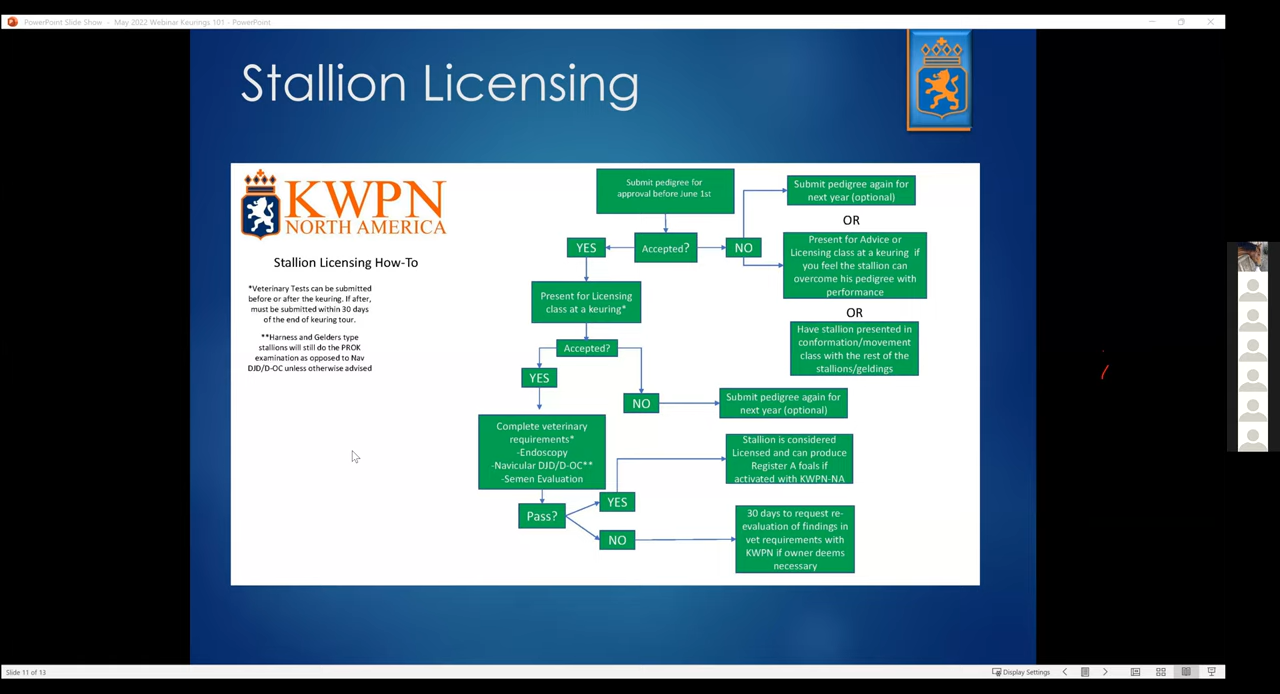 PowerPoint Slide Show - May 2022 Webinar Keurings 101 - PowerPoint
Stallion Licensing
KWPN
NORTH AMERICA
Stallion Licensing How-To
*Veterinary Tests can be submitted
before or after the keuring. If after,
must be submitted within 30 days
of the end of keuring tour.
**Harness and Gelders type
stallions will still do the PROK
examination as opposed to Nav
DJD/D-OC unless otherwise advised
Submit pedigree for
approval before June 1st
Accepted?
YES
NO
Submit pedigree again for
next year (optional)
OR
Present for Advice or
Licensing class at a keuring if
you feel the stallion can
overcome his pedigree with
performance
OR
Have stallion presented in
conformation/movement
class with the rest of the
stallions/geldings
Present for Licensing
class at a keuring*
Accepted?
YES
NO
Submit pedigree again for
next year (optional)
Complete veterinary
requirements*
-Endoscopy
-Navicular DJD/D-OC**
-Semen Evaluation
Pass?
YES
Stallion is considered
Licensed and can produce
Register A foals if
activated with KWPN-NA
NO
30 days to request re-
evaluation of findings in
vet requirements with
KWPN if owner deems
necessary
Slide 11 of 13
Display Settings